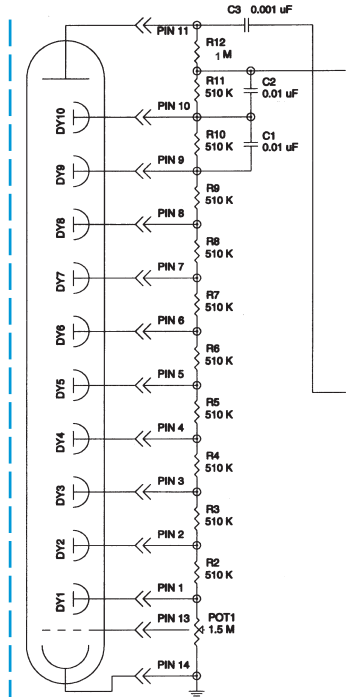 C3 0.001 uF
PIN 11
R12
1 M
R11
510 K
C2
0.01 uF
DY10
PIN 10
R10
510 K
C1
0.01 uF
DY9
PIN 9
R9
510 K
DY8
PIN 8
R8
510 K
DY7
PIN 7
R7
510 K
DY6
PIN 6
R6
510 K
DY5
PIN 5
R5
510 K
DY4
PIN 4
R4
510 K
DY3
PIN 3
R3
510 K
DY2
PIN 2
R2
510 K
DY1
PIN 1
PIN 13
POT1
1.5 M
PIN 14